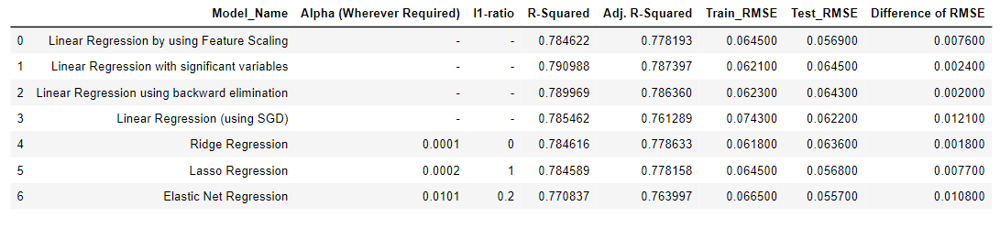 Model_Name Alpha (Wherever Required) l1-ratio R-Squared Adj. R-Squared Train_RMSE Test_RMSE Difference of RMSE
0 Linear Regression by using Feature Scaling - - 0.784622 0.778193 0.064500 0.056900 0.007600
1 Linear Regression with significant variables - - 0.790988 0.787397 0.062100 0.064500 0.002400
2 Linear Regression using backward elimination - - 0.789969 0.786360 0.062300 0.064300 0.002000
3 Linear Regression (using SGD) - - 0.785462 0.761289 0.074300 0.062200 0.012100
4 Ridge Regression 0.0001 0 0.784616 0.778633 0.061800 0.063600 0.001800
5 Lasso Regression 0.0002 1 0.784589 0.778158 0.064500 0.056800 0.007700
6 Elastic Net Regression 0.0101 0.2 0.770837 0.763997 0.066500 0.055700 0.010800